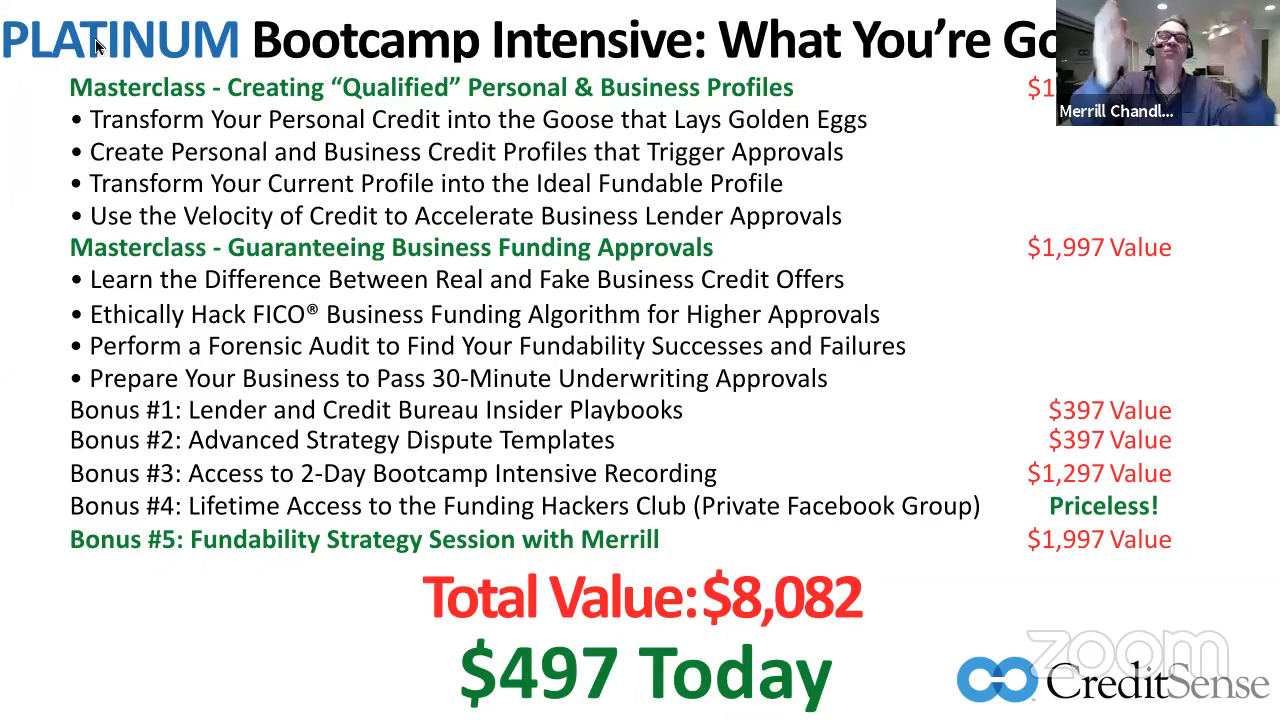 PLATINUM Bootcamp Intensive: What You're Go
Masterclass - Creating “Qualified” Personal & Business Profiles $1
Merrill Chandl...
• Transform Your Personal Credit into the Goose that Lays Golden Eggs
• Create Personal and Business Credit Profiles that Trigger Approvals
• Transform Your Current Profile into the Ideal Fundable Profile
• Use the Velocity of Credit to Accelerate Business Lender Approvals
Masterclass - Guaranteeing Business Funding Approvals $1,997 Value
• Learn the Difference Between Real and Fake Business Credit Offers
• Ethically Hack FICO® Business Funding Algorithm for Higher Approvals
• Perform a Forensic Audit to Find Your Fundability Successes and Failures
• Prepare Your Business to Pass 30-Minute Underwriting Approvals
Bonus #1: Lender and Credit Bureau Insider Playbooks $397 Value
Bonus #2: Advanced Strategy Dispute Templates $397 Value
Bonus #3: Access to 2-Day Bootcamp Intensive Recording $1,297 Value
Bonus #4: Lifetime Access to the Funding Hackers Club (Private Facebook Group) Priceless!
Bonus #5: Fundability Strategy Session with Merrill $1,997 Value
Total Value: $8,082
$497 Today
zoom
CreditSense